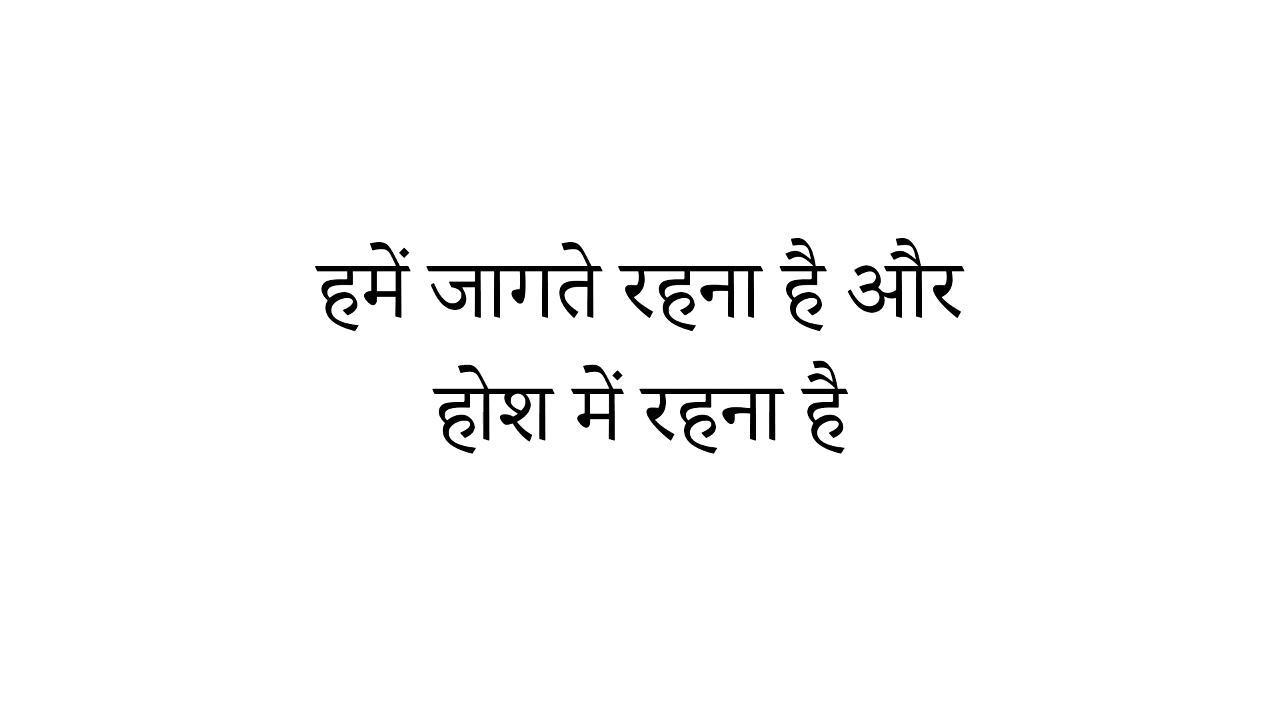 हमें जागते रहना है और
होश में रहना है